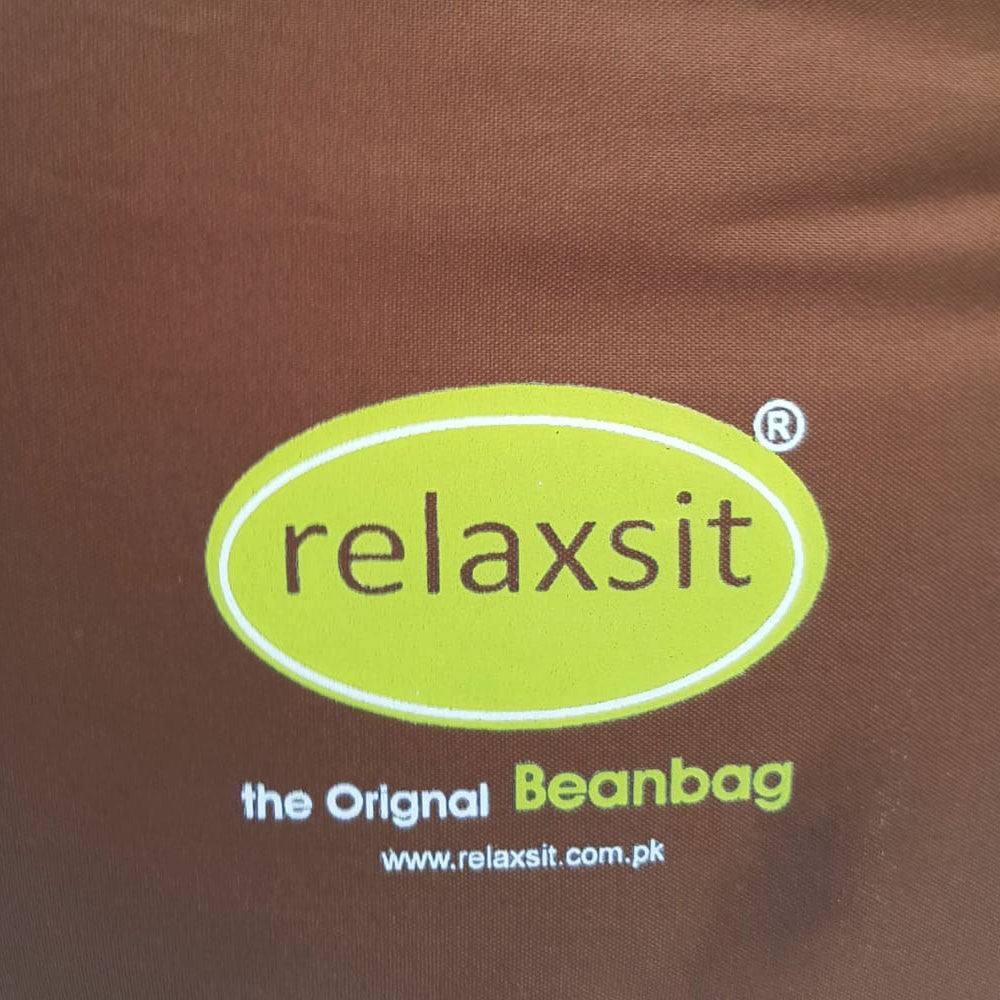 relaxsit ®
the Orignal Beanbag
www.relaxsit.com.pk